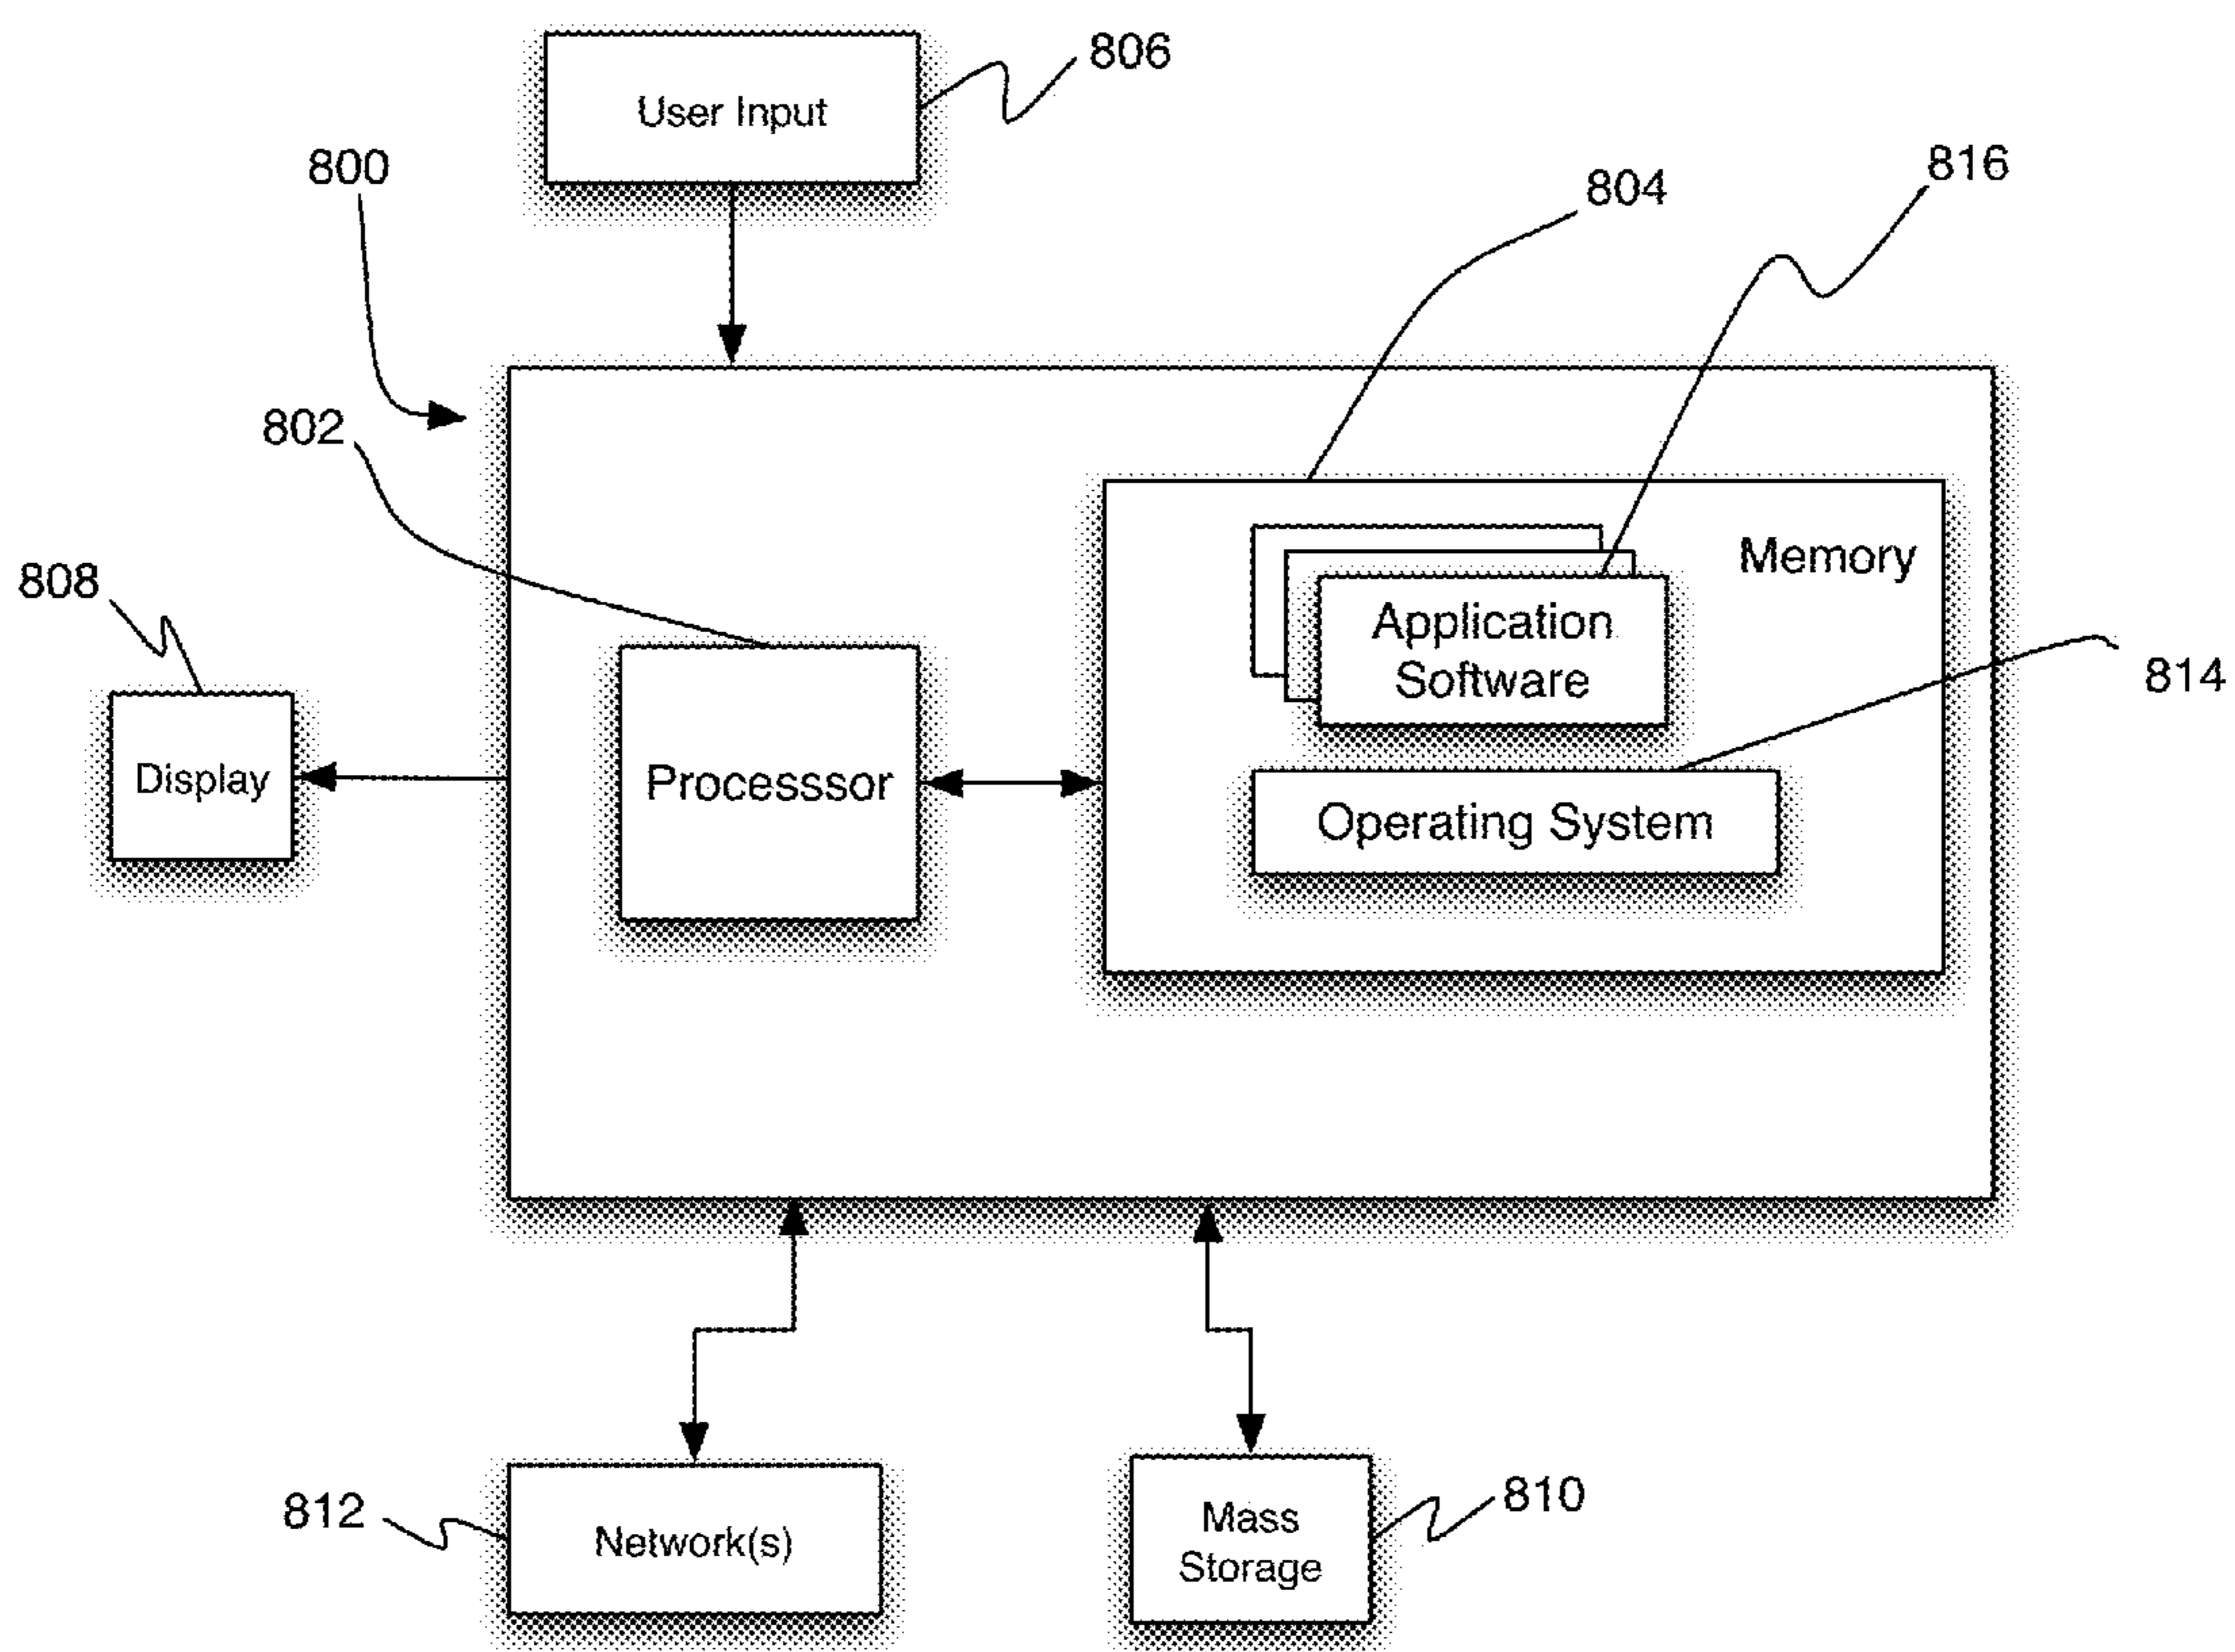 806
User Input
800
816
804
802
Memory
808
Application
Software
814
Display
Processsor
Operating System
812
Network(s)
810
Mass
Storage